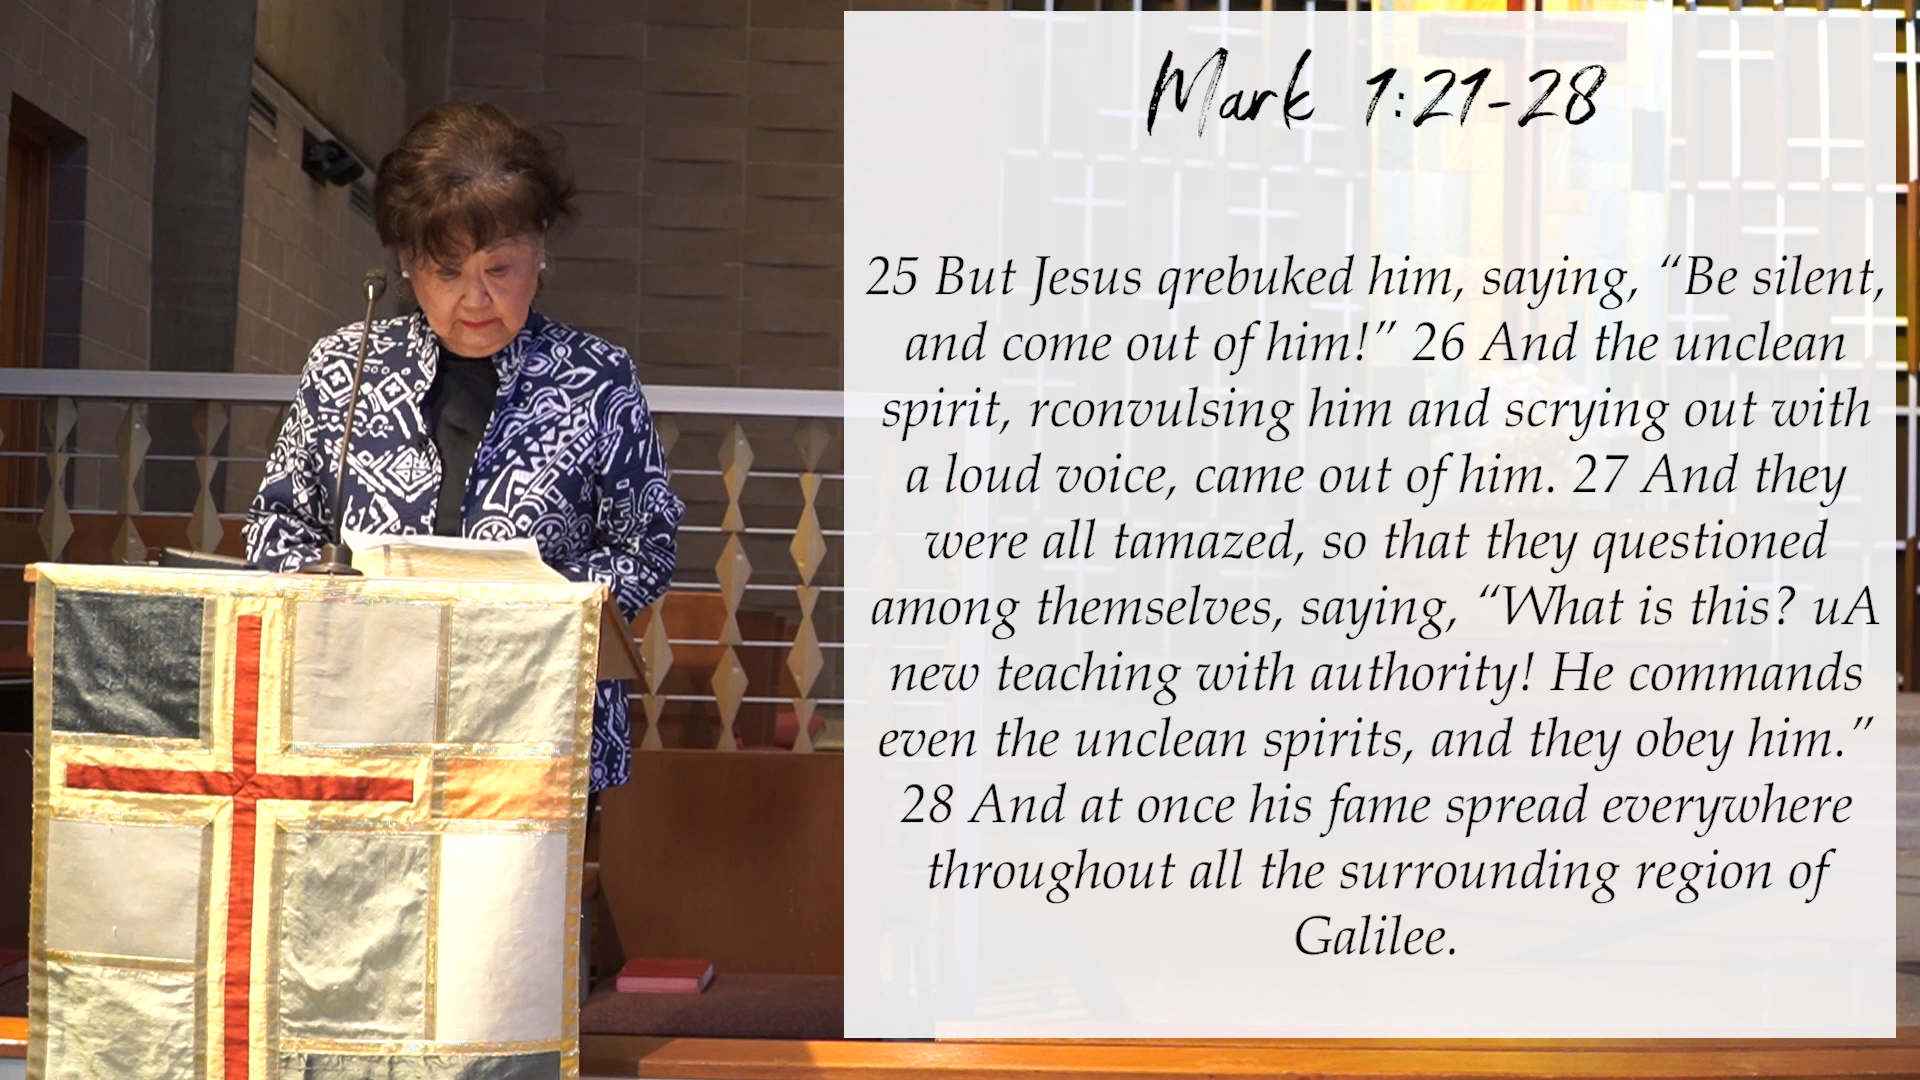 Mark 1:21-28
25 But Jesus qrebuked him, saying, “Be silent,
and come out of him!” 26 And the unclean
spirit, rconvulsing him and scrying out with
a loud voice, came out of him. 27 And they
were all tamazed, so that they questioned
among themselves, saying, “What is this? uA
new teaching with authority! He commands
even the unclean spirits, and they obey him.”
28 And at once his fame spread everywhere
throughout all the surrounding region of
Galilee.